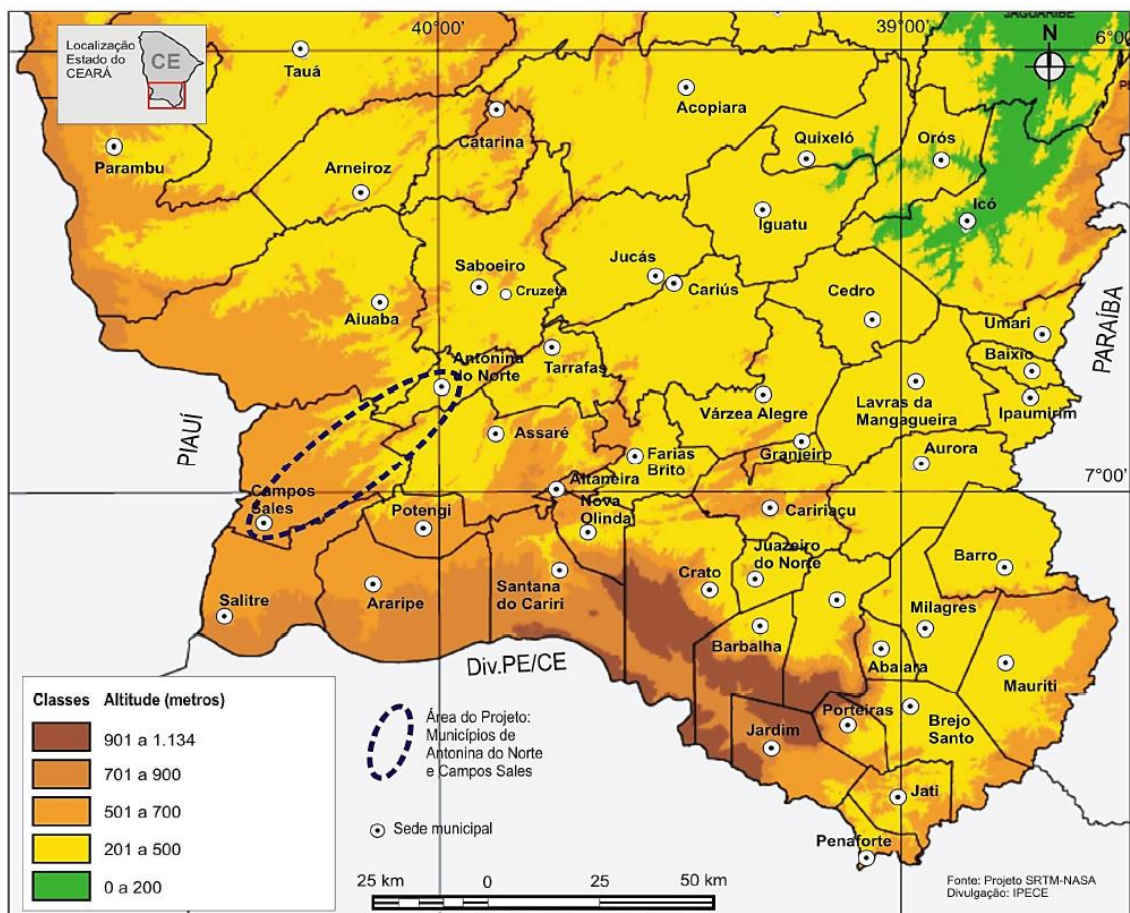 Localização
Estado do
CEARÁ
CE
40°00'
39°00'
JAGUARIBE
N
6°00'
Tauá
Acopiara
Catarina
Quixeló
Orós
Parambu
Arneiroz
Icó
Iguatu
Saboeiro
Cruzeta
Jucás
Cariús
Aiuaba
Cedro
Umari
PARAÍBA
Antonina
do Norte
Tarrafas
Baixio
Várzea Alegre
Lavras da
Mangagueira
Ipaumirim
PIAUÍ
Assaré
Granjeiro
Aurora
Farias
Brito
Altaneira
7°00'
Campos
Sales
Potengi
Nova
Olinda
Caririaçu
Juazeiro
do Norte
Barro
Crato
Santana
do Cariri
Salitre
Araripe
Milagres
Barbalha
Abaiara
Mauriti
Div.PE/CE
Porteiras
Brejo
Santo
Jardim
Jati
Penaforte
Classes Altitude (metros)
901 a 1.134
701 a 900
501 a 700
201 a 500
0 a 200
Área do Projeto:
Municípios de
Antonina do Norte
e Campos Sales
Sede municipal
25 km 0 25 50 km
Fonte: Projeto SRTM-NASA
Divulgação: IPECE